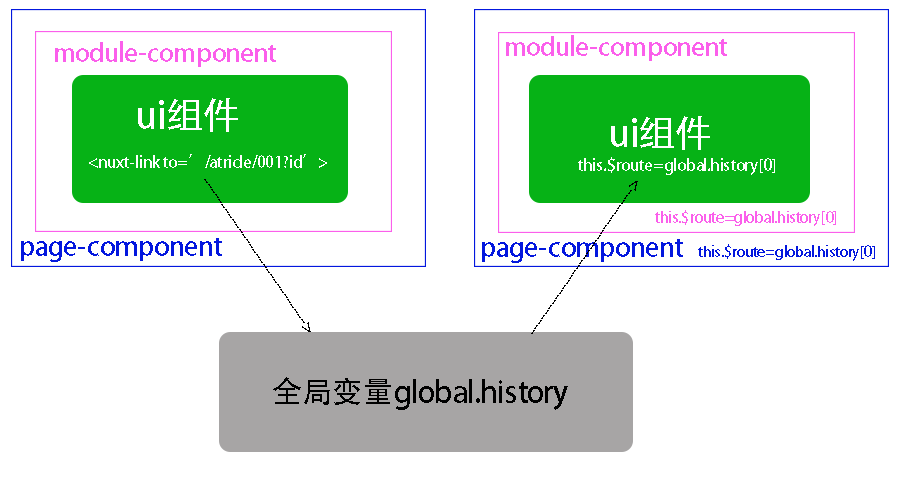 module-component
ui组件
<nuxt-link to=’/atricle/001?id’>
page-component
module-component
ui组件
this.$route=global.history[0]
this.$route=global.history[0]
page-component
this.$route=global.history[0]
全局变量global.history